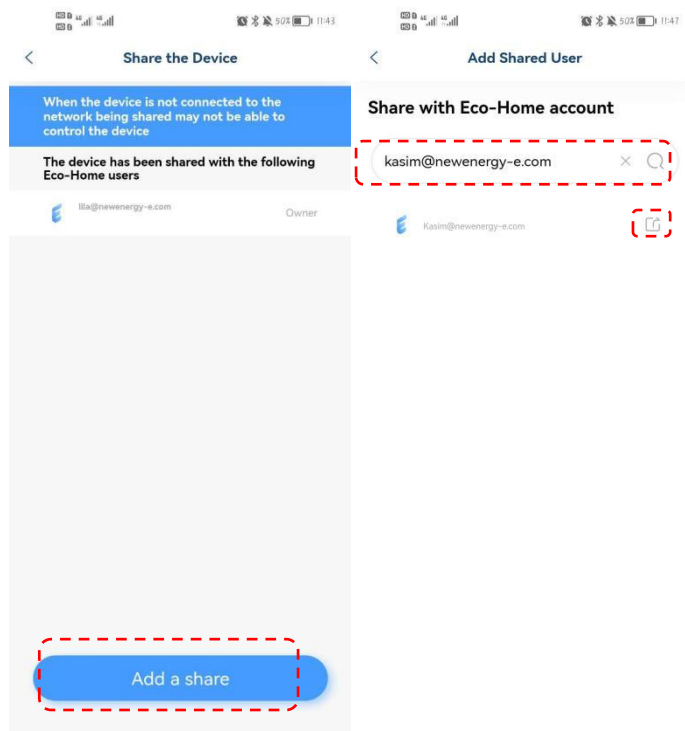 50% 11:43
Share the Device
When the device is not connected to the
network being shared may not be able to
control the device
The device has been shared with the following
Eco-Home users
lila@newenergy-e.com
Owner
Add a share
50% 11:47
Add Shared User
Share with Eco-Home account
kasim@newenergy-e.com
Kasim@newenergy-e.com